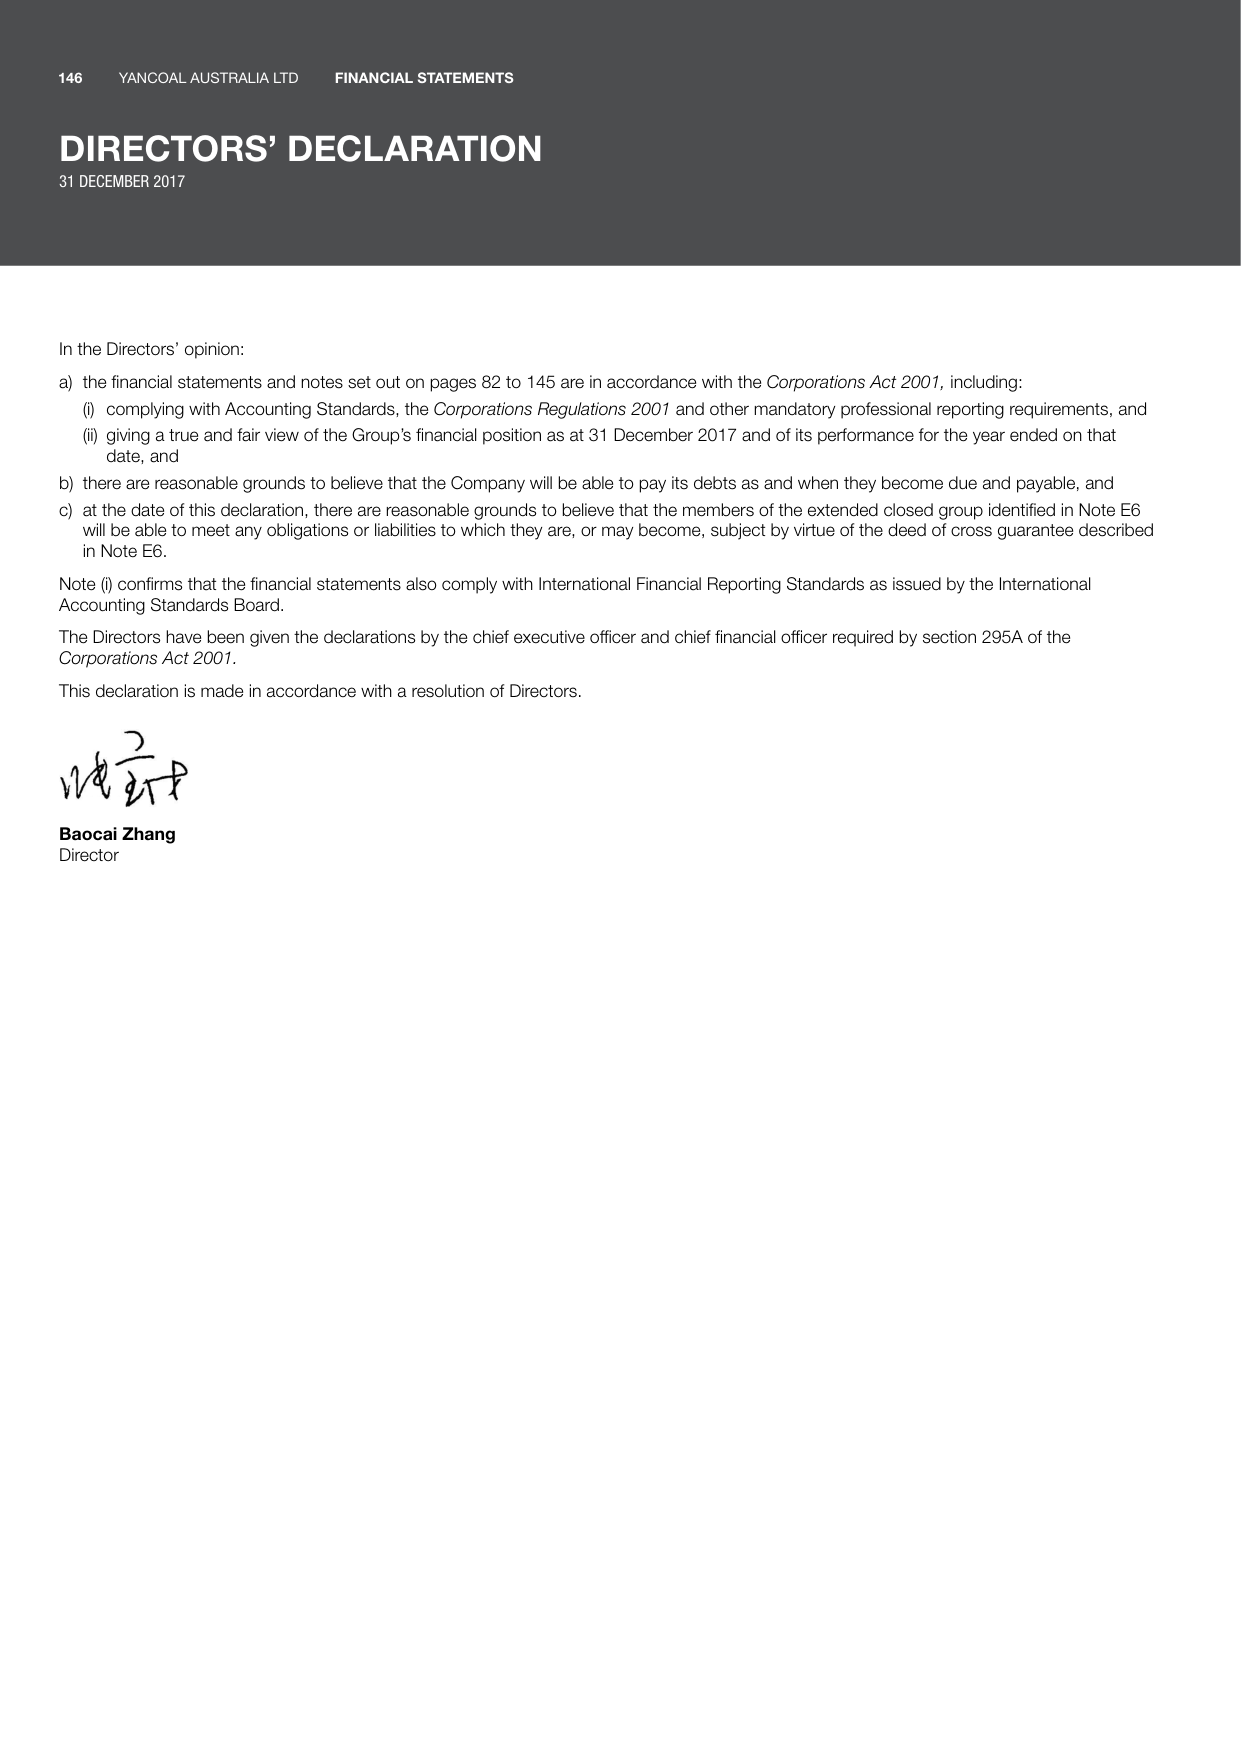 146 YANCOAL AUSTRALIA LTD FINANCIAL STATEMENTS
DIRECTORS’ DECLARATION
31 DECEMBER 2017
In the Directors’ opinion:
a) the financial statements and notes set out on pages 82 to 145 are in accordance with the Corporations Act 2001, including:
(i) complying with Accounting Standards, the Corporations Regulations 2001 and other mandatory professional reporting requirements, and
(ii) giving a true and fair view of the Group’s financial position as at 31 December 2017 and of its performance for the year ended on that
date, and
b) there are reasonable grounds to believe that the Company will be able to pay its debts as and when they become due and payable, and
c) at the date of this declaration, there are reasonable grounds to believe that the members of the extended closed group identified in Note E6
will be able to meet any obligations or liabilities to which they are, or may become, subject by virtue of the deed of cross guarantee described
in Note E6.
Note (i) confirms that the financial statements also comply with International Financial Reporting Standards as issued by the International
Accounting Standards Board.
The Directors have been given the declarations by the chief executive officer and chief financial officer required by section 295A of the
Corporations Act 2001.
This declaration is made in accordance with a resolution of Directors.
Baocai Zhang
Director